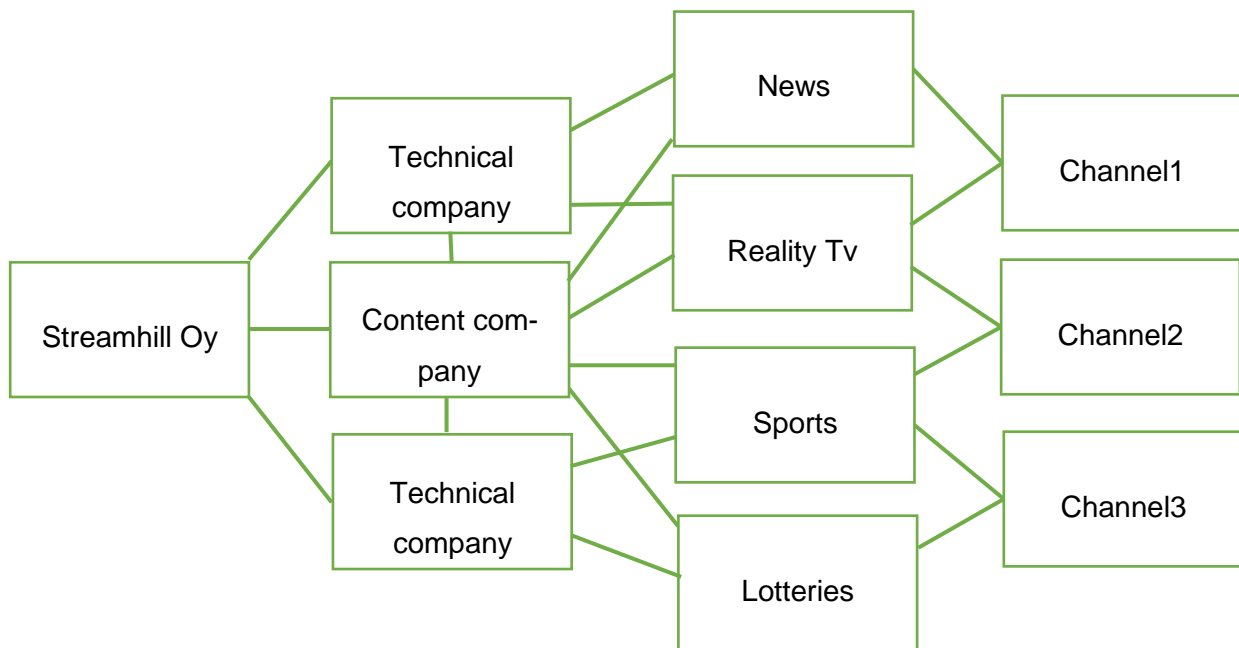 Streamhill Oy
Technical
company
Content com-
pany
Technical
company
News
Reality Tv
Sports
Lotteries
Channel1
Channel2
Channel3